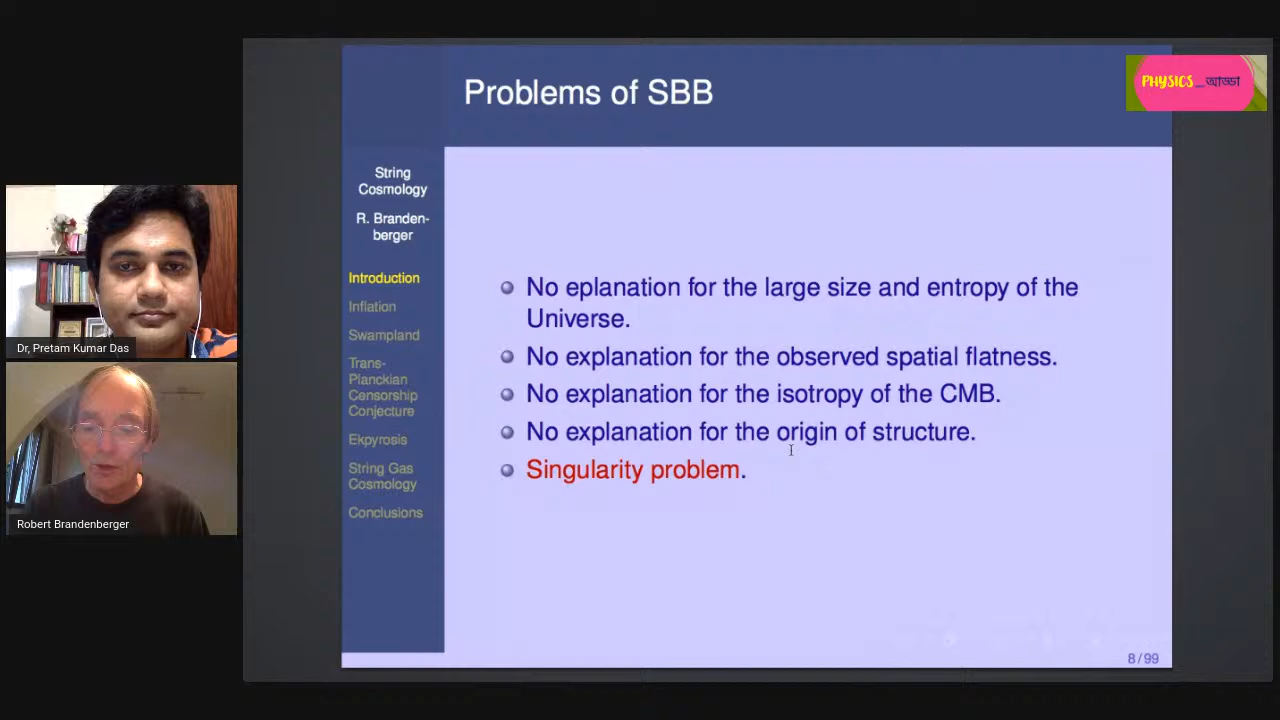 Problems of SBB
PHYSICS_আড্ডা
String
Cosmology
R. Branden-
berger
Introduction
Inflation
Swampland
Trans-
Planckian
Censorship
Conjecture
Ekpyrosis
String Gas
Cosmology
Conclusions
No eplanation for the large size and entropy of the
Universe.
No explanation for the observed spatial flatness.
No explanation for the isotropy of the CMB.
No explanation for the origin of structure.
Singularity problem.
8/99
Dr, Pretam Kumar Das
Robert Brandenberger